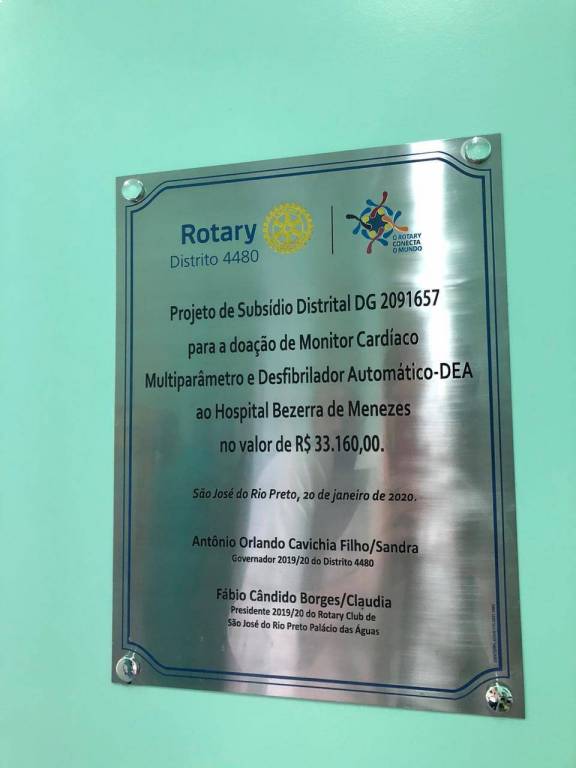 Rotary
Distrito 4480
O ROTARY
CONECTA
O MUNDO
Projeto de Subsídio Distrital DG 2091657
para a doação de Monitor Cardíaco
Multiparâmetro e Desfibrilador Automático-DEA
ao Hospital Bezerra de Menezes
no valor de R$ 33.160,00.
São José do Rio Preto, 20 de janeiro de 2020.
Antônio Orlando Cavichia Filho/Sandra
Governador 2019/20 do Distrito 4480
Fábio Cândido Borges/Claudia
Presidente 2019/20 do Rotary Club de
São José do Rio Preto Palácio das Águas